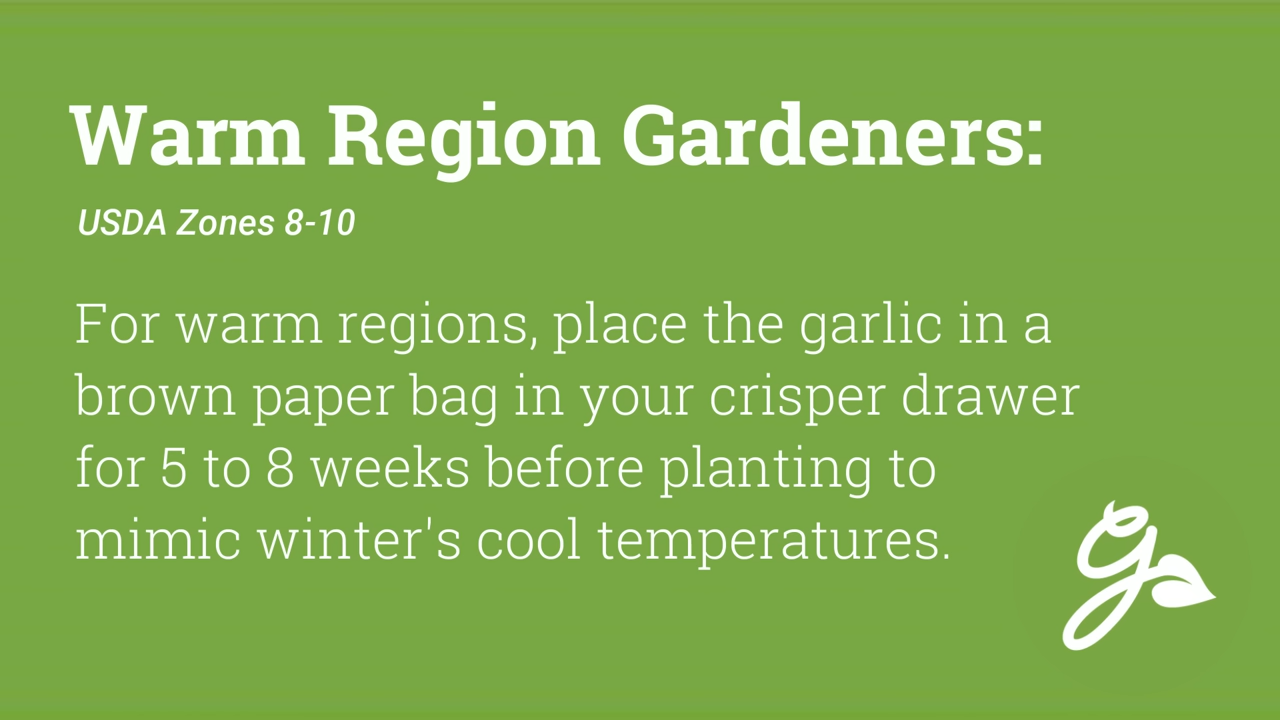 Warm Region Gardeners:
USDA Zones 8-10
For warm regions, place the garlic in a
brown paper bag in your crisper drawer
for 5 to 8 weeks before planting to
mimic winter's cool temperatures.
g